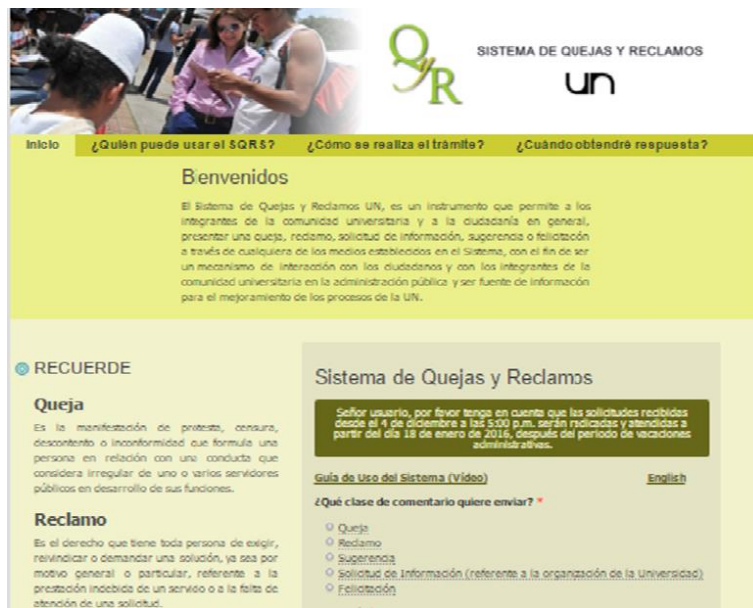 QyR
SISTEMA DE QUEJAS Y RECLAMOS
un
Inicio ¿Quién puede usar el SQRS? ¿Cómo se realiza el trámite? ¿Cuándo obtendré respuesta?
Bienvenidos
El Sistema de Quejas y Reclamos UN, es un instrumento que permite a los
integrantes de la comunidad universitaria y a la ciudadanía en general,
presentar una queja, reclamo, solicitud de información, sugerencia o felicitación
a través de cualquiera de los medios establecidos en el Sistema, con el fin de ser
un mecanismo de interacción con los ciudadanos y con los integrantes de la
comunidad universitaria en la administración pública y ser fuente de información
para el mejoramiento de los procesos de la UN.
RECUERDE
Queja
Es la manifestación de protesta, censura,
descontento o inconformidad que formula una
persona en relación con una conducta que
considera irregular de uno o varios servidores
públicos en desarrollo de sus funciones.
Reclamo
Es el derecho que tiene toda persona de exigir,
reivindicar o demandar una solución, ya sea por
motivo general o particular, referente a la
prestación indebida de un servicio o a la falta de
atención de una solicitud.
Sistema de Quejas y Reclamos
Señor usuario, por favor tenga en cuenta que las solicitudes recibidas
desde el 4 de diciembre a las 5:00 p.m. serán radicadas y atendidas a
partir del día 18 de enero de 2016, después del periodo de vacaciones
administrativas.
Guía de Uso del Sistema (Vídeo) English
¿Qué clase de comentario quiere enviar? *
Queja
Reclamo
Sugerencia
Solicitud de Información (referente a la organización de la Universidad)
Felicitación